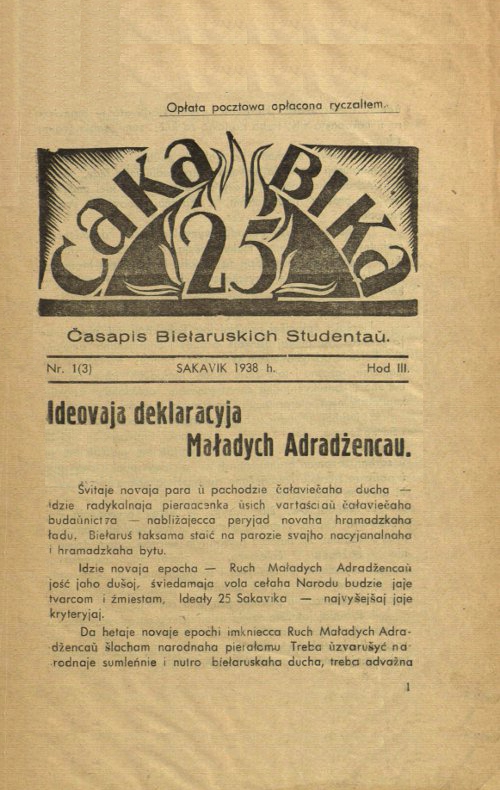 Opłata pocztowa opłacona ryczałtem.
CAKABIKA
25
Časapis Biełaruskich Studentaŭ.
Nr. 1(3) SAKAVIK 1938 h. Hod III.
Ideovaja deklaracyja
Maładych Adradžencau.
Śvitaje novaja para ŭ pachodzie čałaviečaha ducha —
idzie radykalnaja pieraacenka ŭsich vartaściaŭ čałaviečaha
budaŭnictva — nabližajecca peryjad novaha hramadzkaha
ładu. Biełaruś taksama staić na parozie svajho nacyjanalnaha
i hramadzkaha bytu.
Idzie novaja epocha — Ruch Maładych Adradžencaŭ
jość jaho dušoj, śviedamaja vola cełaha Narodu budzie jaje
tvarcom i źmiestam, Ideały 25 Sakavika — najvyšejšaj jaje
kryteryjaj.
Da hetaje novaje epochi imkniecca Ruch Maładych Adra-
džencaŭ šlacham narodnaha pierałomu Treba ŭzvarušyć na
rodnaje sumleńnie i nutro biełaruskaha ducha, treba advažna
1